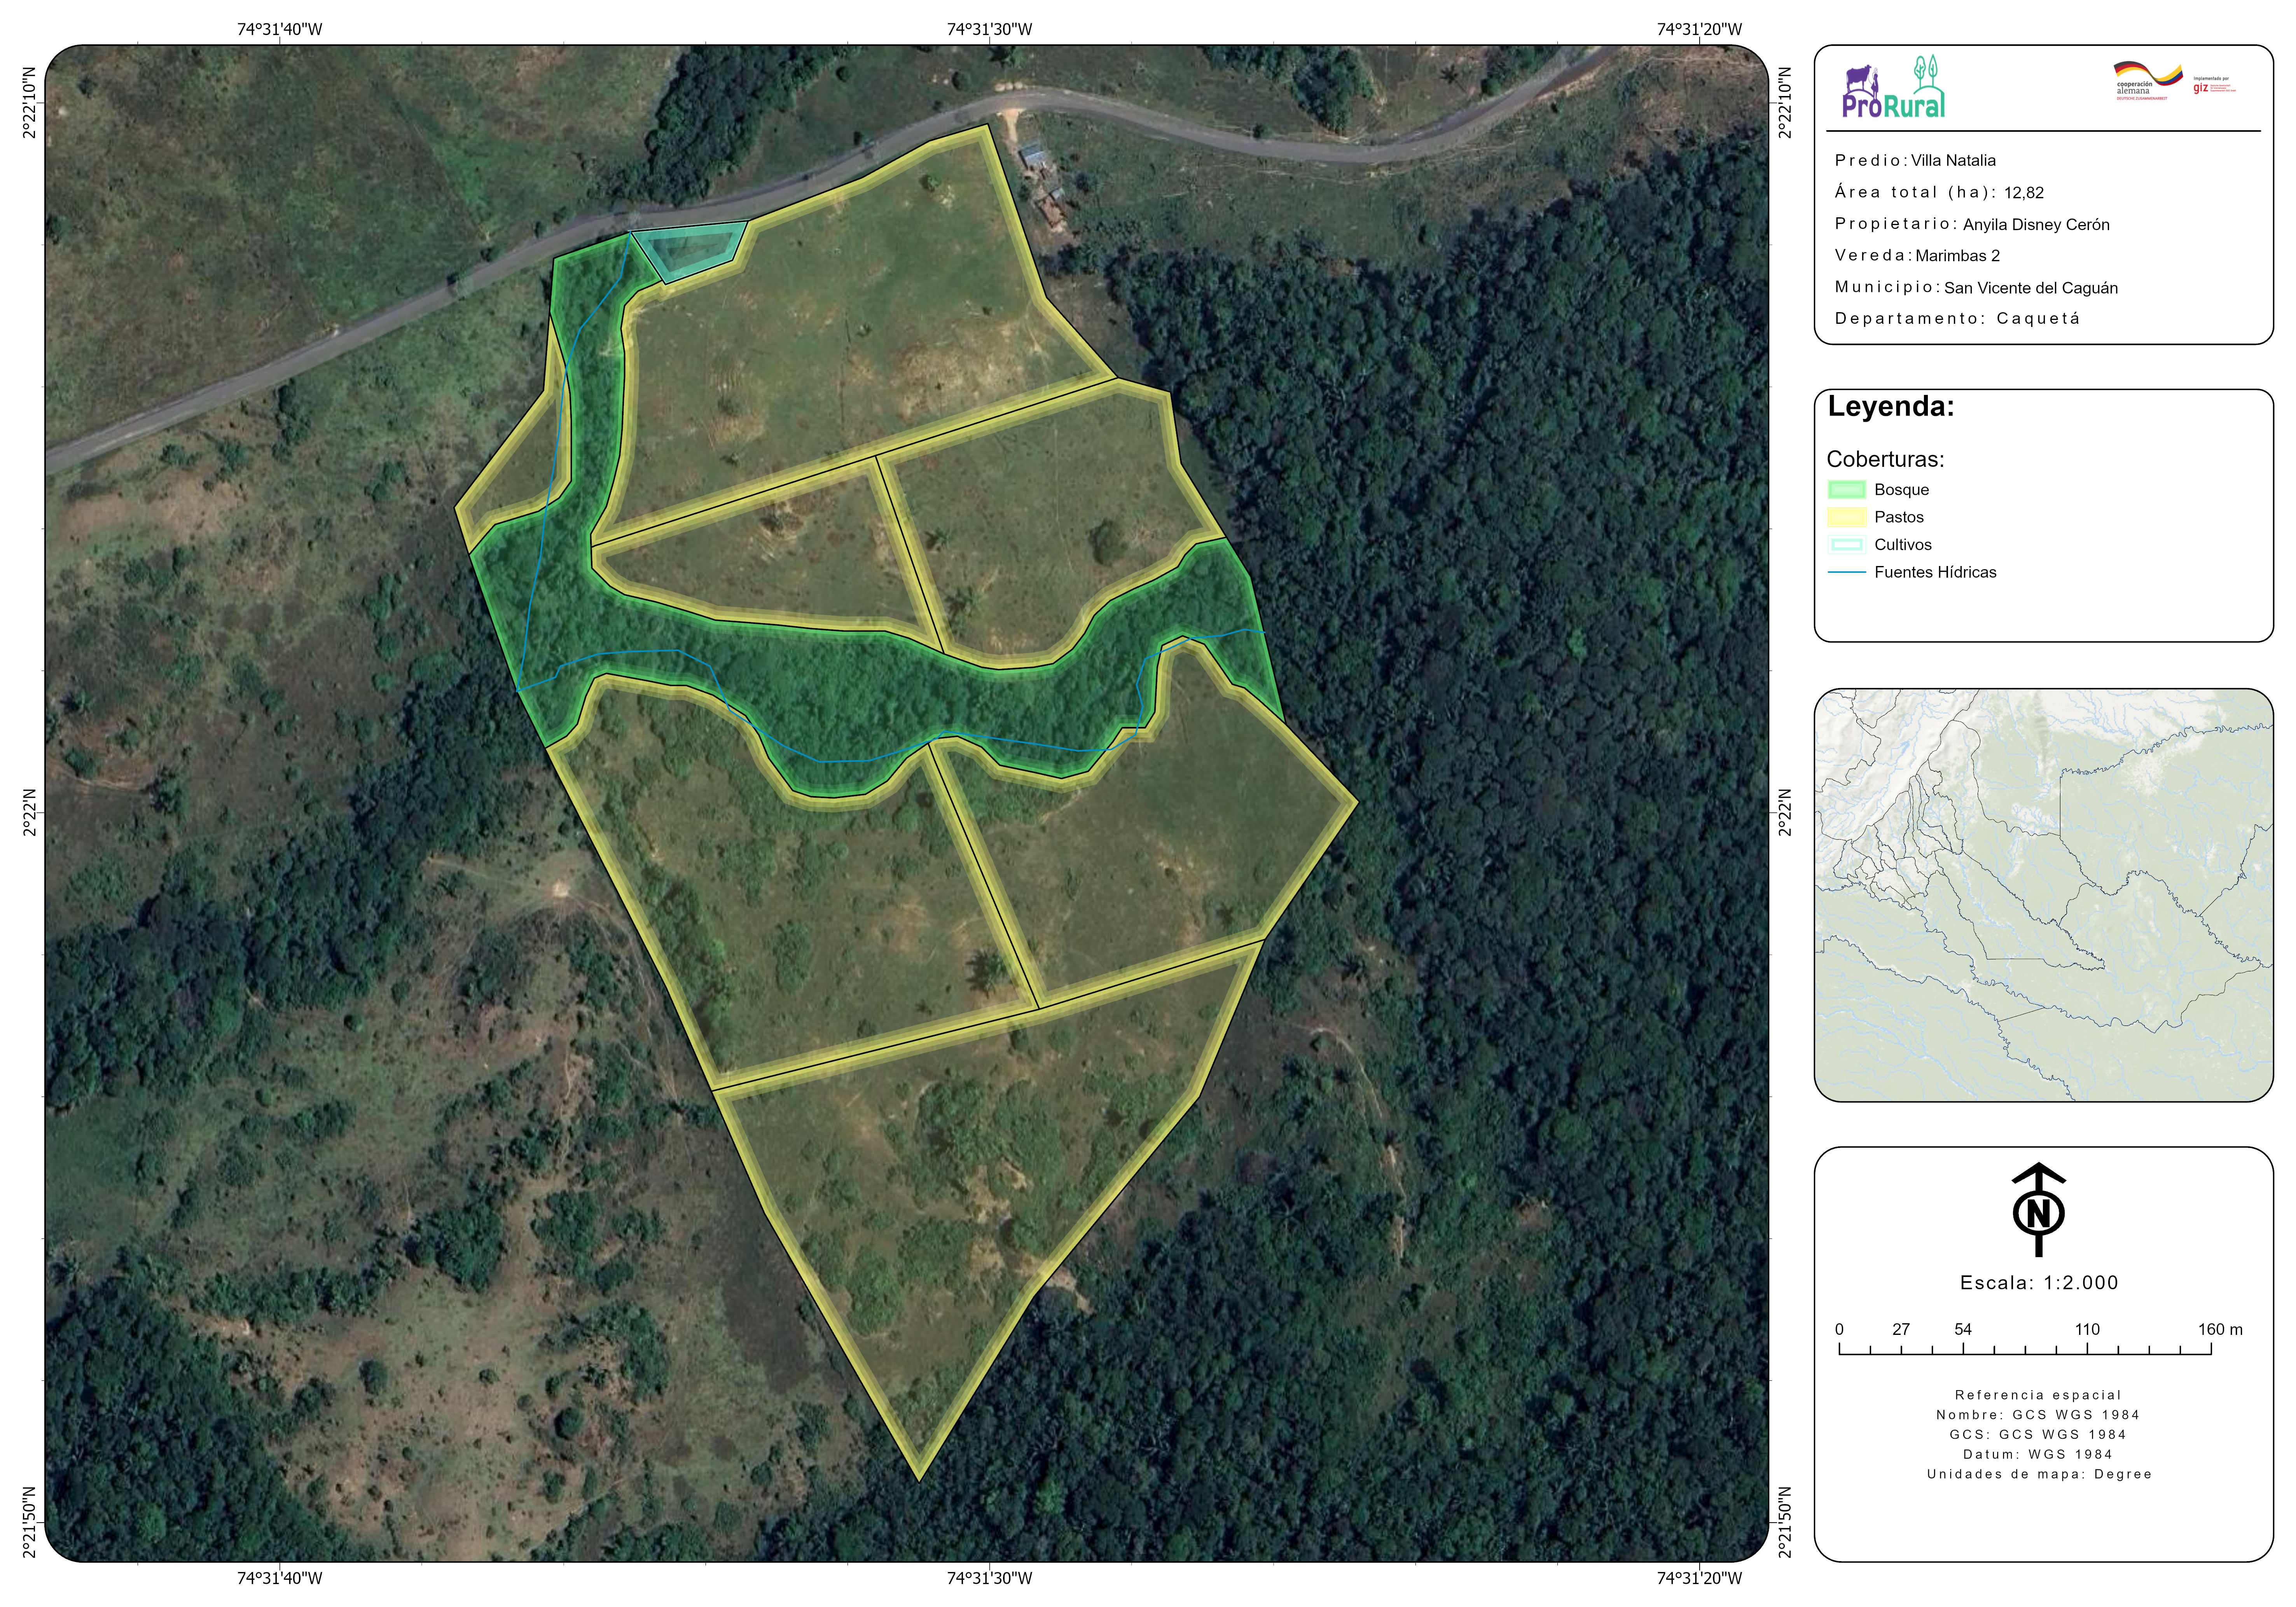 74°31'40"W
74°31'30"W
74°31'20"W
2°22'10"N
2°22'10"N
2°22'N
2°22'N
2°21'50"N
2°21'50"N
74°31'40"W
74°31'30"W
74°31'20"W
ProRural
cooperación
alemana
DEUTSCHE ZUSAMMENARBEIT
Implementada por
giz
Predio: Villa Natalia
Área total (ha): 12,82
Propietario: Anyila Disney Cerón
Vereda: Marimbas 2
Municipio: San Vicente del Caguán
Departamento: Caquetá
Leyenda:
Coberturas:
Bosque
Pastos
Cultivos
Fuentes Hídricas
N
Escala: 1:2.000
0 27 54 110 160 m
Referencia espacial
Nombre: GCS WGS 1984
GCS: GCS WGS 1984
Datum: WGS 1984
Unidades de mapa: Degree